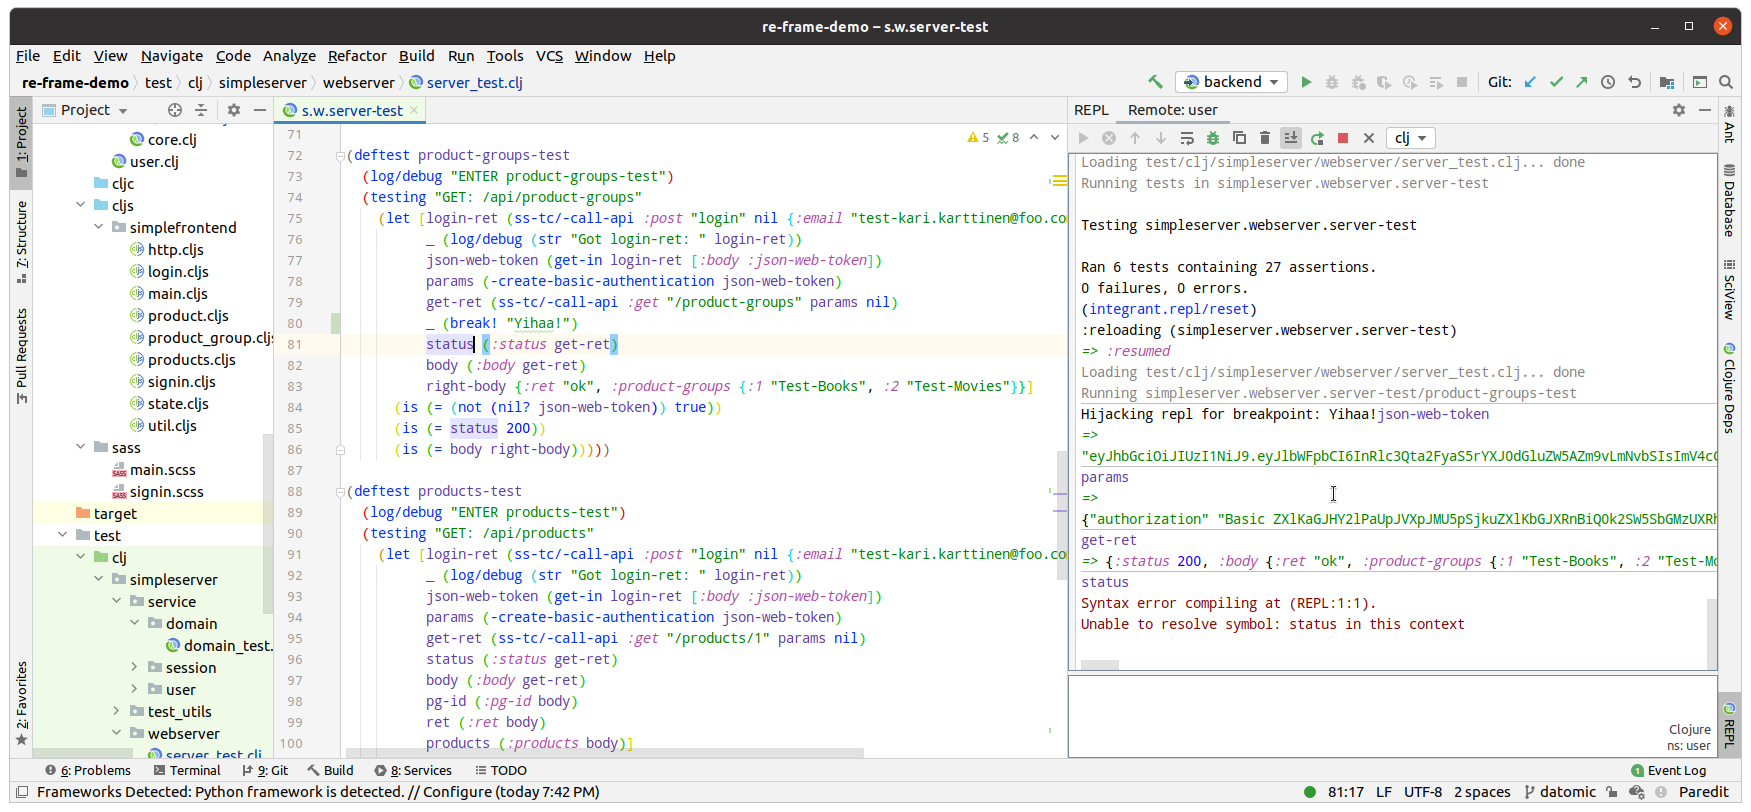 re-frame-demo – s.w.server-test
File Edit View Navigate Code Analyze Refactor Build Run Tools VCS Window Help
re-frame-demo test clj simpleserver webserver server_test.clj
backend
Git:
1: Project
7: Structure
Pull Requests
2: Favorites
Project
core.clj
user.clj
cljc
cljs
simplefrontend
http.cljs
login.cljs
main.cljs
product.cljs
product_group.cljs
products.cljs
signin.cljs
state.cljs
util.cljs
sass
main.scss
signin.scss
target
test
clj
simpleserver
service
domain
domain_test.
session
user
test_utils
webserver
server_test.clj
s.w.server-test
5 8
71
72 (deftest product-groups-test
73 (log/debug "ENTER product-groups-test")
74 (testing "GET: /api/product-groups"
75 (let [login-ret (ss-tc/-call-api :post "login" nil {:email "test-kari.karttinen@foo.co
76 _ (log/debug (str "Got login-ret: " login-ret))
77 json-web-token (get-in login-ret [:body :json-web-token])
78 params (-create-basic-authentication json-web-token)
79 get-ret (ss-tc/-call-api :get "/product-groups" params nil)
80 _ (break! "Yihaa!")
81 status (:status get-ret)
82 body (:body get-ret)
83 right-body {:ret "ok", :product-groups {:1 "Test-Books", :2 "Test-Movies"}}]
84 (is (= (not (nil? json-web-token)) true))
85 (is (= status 200))
86 (is (= body right-body)))))
87
88 (deftest products-test
89 (log/debug "ENTER products-test")
90 (testing "GET: /api/products"
91 (let [login-ret (ss-tc/-call-api :post "login" nil {:email "test-kari.karttinen@foo.co
92 _ (log/debug (str "Got login-ret: " login-ret))
93 json-web-token (get-in login-ret [:body :json-web-token])
94 params (-create-basic-authentication json-web-token)
95 get-ret (ss-tc/-call-api :get "/products/1" params nil)
96 status (:status get-ret)
97 body (:body get-ret)
98 pg-id (:pg-id body)
99 ret (:ret body)
100 products (:products body)]
REPL Remote: user
clj
Loading test/clj/simpleserver/webserver/server_test.clj... done
Running tests in simpleserver.webserver.server-test
Testing simpleserver.webserver.server-test
Ran 6 tests containing 27 assertions.
0 failures, 0 errors.
(integrant.repl/reset)
:reloading (simpleserver.webserver.server-test)
=> :resumed
Loading test/clj/simpleserver/webserver/server_test.clj... done
Running simpleserver.webserver.server-test/product-groups-test
Hijacking repl for breakpoint: Yihaa!json-web-token
=>
"eyJhbGciOiJIUzI1NiJ9.eyJlbWFpbCI6InRlc3Qta2FyaS5rYXJ0dGluZW5AZm9vLmNvbSIsImV4c
params
=>
{"authorization" "Basic ZXlKaGJHY2lPaUpJVXpJMU5pSjkuZXlKbGJXRnBiQ0k2SW5SbGMzUXRh
get-ret
=> {:status 200, :body {:ret "ok", :product-groups {:1 "Test-Books", :2 "Test-Mo
status
Syntax error compiling at (REPL:1:1).
Unable to resolve symbol: status in this context
Clojure
ns: user
Ant
Database
SciView
Clojure Deps
REPL
6: Problems Terminal 9: Git Build 8: Services TODO
1 Event Log
Frameworks Detected: Python framework is detected. // Configure (today 7:42 PM)
81:17 LF UTF-8 2 spaces datomic Paredit